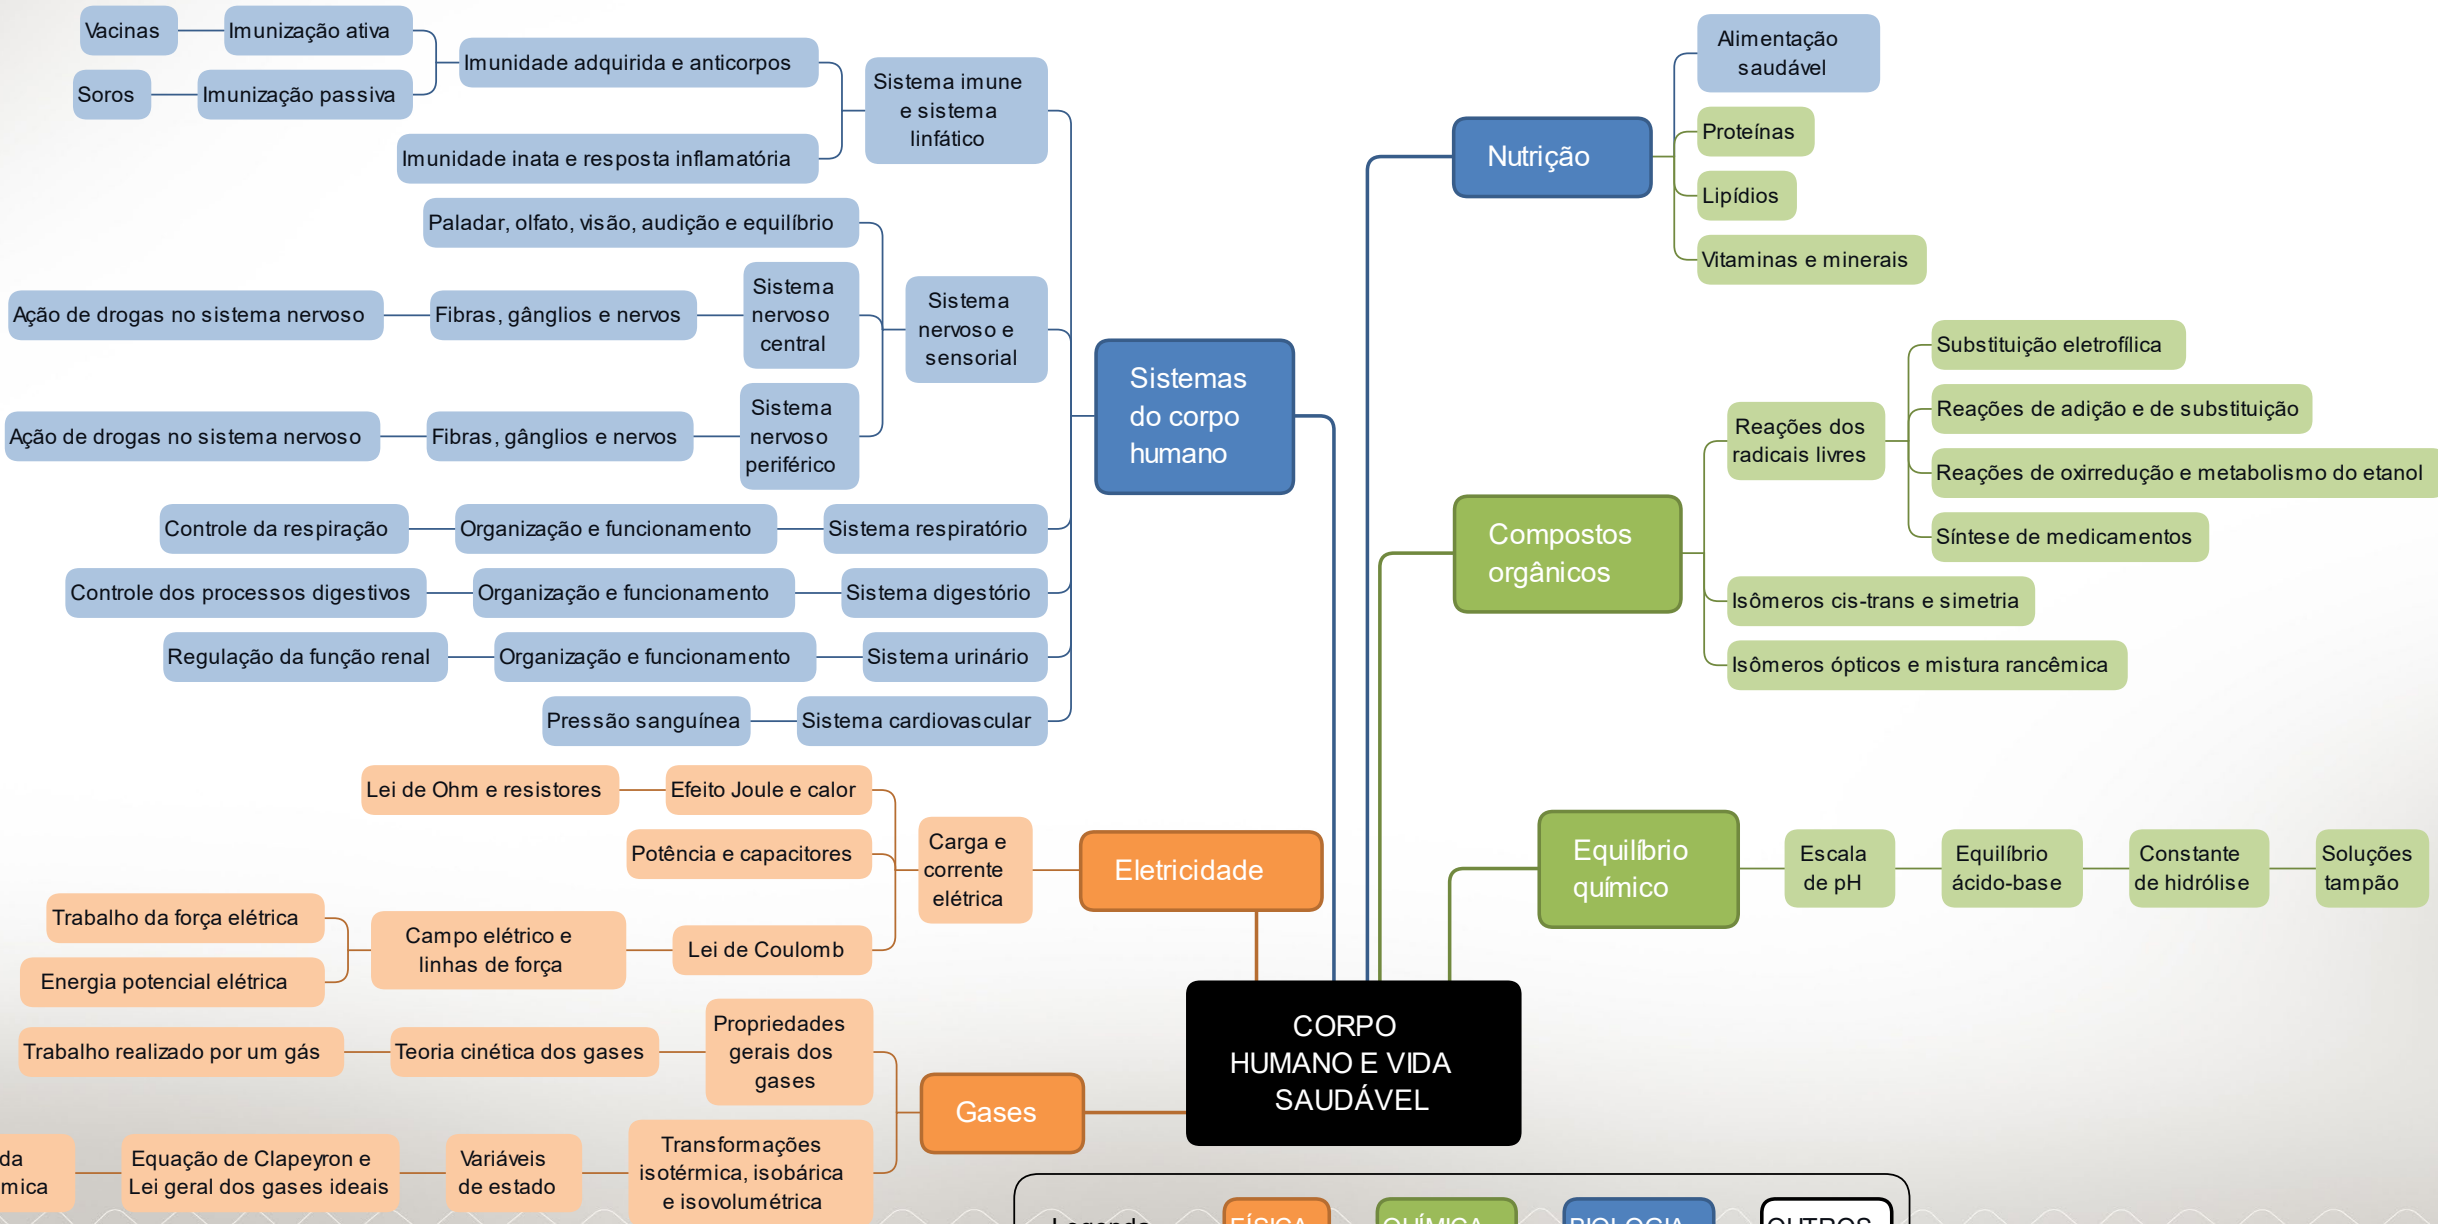 Vacinas
Imunização ativa
Soros
Imunização passiva
Imunidade adquirida e anticorpos
Imunidade inata e resposta inflamatória
Sistema imune
e sistema
linfático
Paladar, olfato, visão, audição e equilíbrio
Ação de drogas no sistema nervoso
Fibras, gânglios e nervos
Sistema
nervoso
central
Ação de drogas no sistema nervoso
Fibras, gânglios e nervos
Sistema
nervoso
periférico
Sistema
nervoso e
sensorial
Controle da respiração
Organização e funcionamento
Sistema respiratório
Controle dos processos digestivos
Organização e funcionamento
Sistema digestório
Regulação da função renal
Organização e funcionamento
Sistema urinário
Pressão sanguínea
Sistema cardiovascular
Sistemas
do corpo
humano
Nutrição
Alimentação
saudável
Proteínas
Lipídios
Vitaminas e minerais
Compostos
orgânicos
Reações dos
radicais livres
Substituição eletrofílica
Reações de adição e de substituição
Reações de oxirredução e metabolismo do etanol
Síntese de medicamentos
Isômeros cis-trans e simetria
Isômeros ópticos e mistura rancêmica
Equilíbrio
químico
Escala
de pH
Equilíbrio
ácido-base
Constante
de hidrólise
Soluções
tampão
Lei de Ohm e resistores
Efeito Joule e calor
Potência e capacitores
Trabalho da força elétrica
Energia potencial elétrica
Campo elétrico e
linhas de força
Lei de Coulomb
Carga e
corrente
elétrica
Eletricidade
Trabalho realizado por um gás
Teoria cinética dos gases
Propriedades
gerais dos
gases
da
mica
Equação de Clapeyron e
Lei geral dos gases ideais
Variáveis
de estado
Transformações
isotérmica, isobárica
e isovolumétrica
Gases
CORPO
HUMANO E VIDA
SAUDÁVEL
Legenda
FÍSICA
QUÍMICA
BIOLOGIA
OUTROS